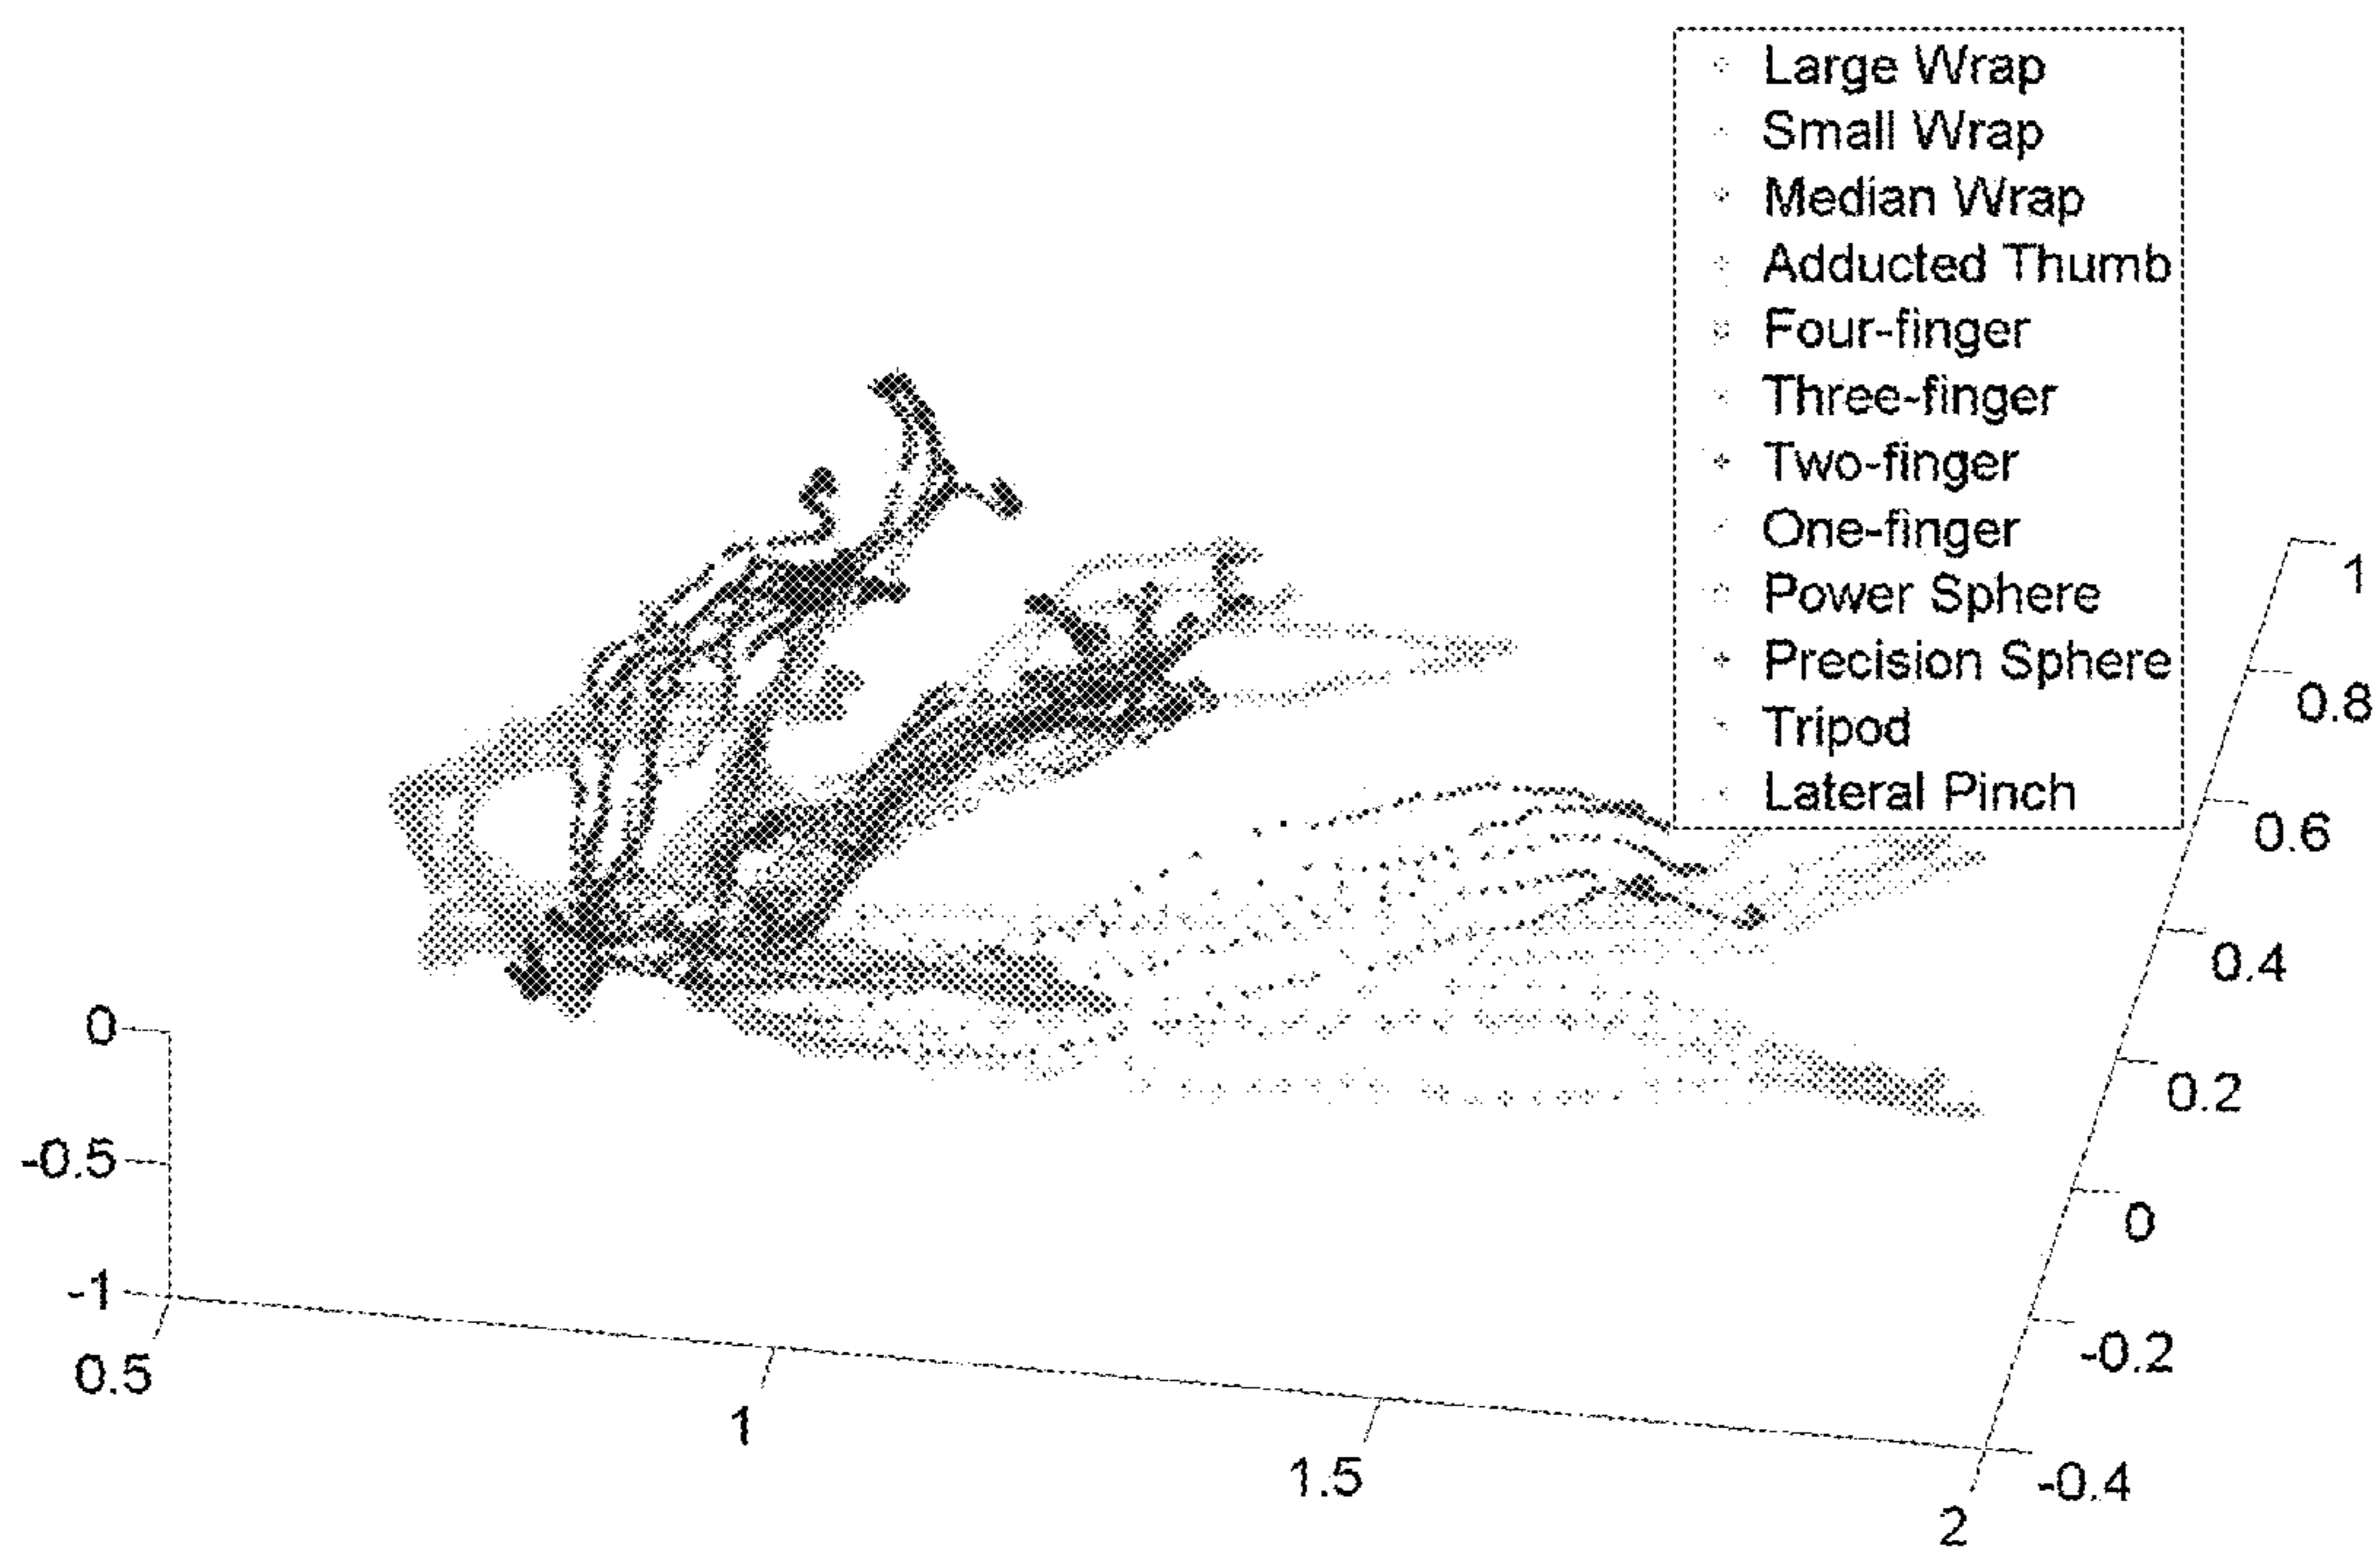 Large Wrap
Small Wrap
Median Wrap
Adducted Thumb
Four-finger
Three-finger
Two-finger
One-finger
Power Sphere
Precision Sphere
Tripod
Lateral Pinch
1
0.8
0.6
0.4
0.2
0
-0.2
-0.4
0
-0.5
-1
0.5
1
1.5
2